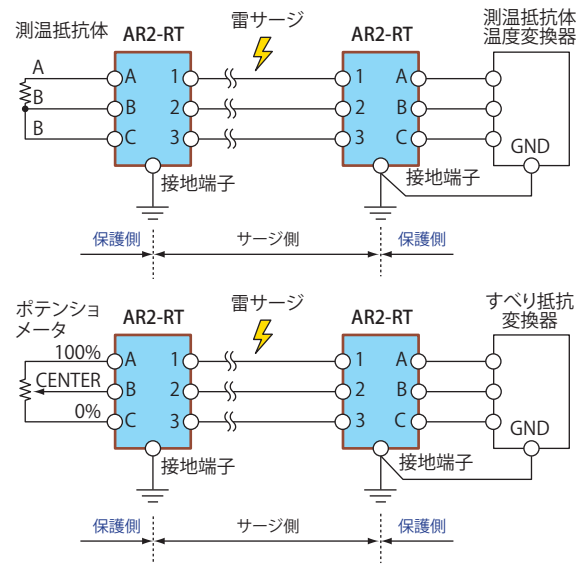 測温抵抗体
AR2-RT
雷サージ
AR2-RT
測温抵抗体
温度変換器
A
B
B
A
B
C
1
2
3
1
2
3
A
B
C
GND
接地端子
接地端子
保護側
サージ側
保護側
ポテンショ
メータ
AR2-RT
雷サージ
AR2-RT
すべり抵抗
変換器
100%
CENTER
0%
A
B
C
1
2
3
1
2
3
A
B
C
GND
接地端子
接地端子
保護側
サージ側
保護側